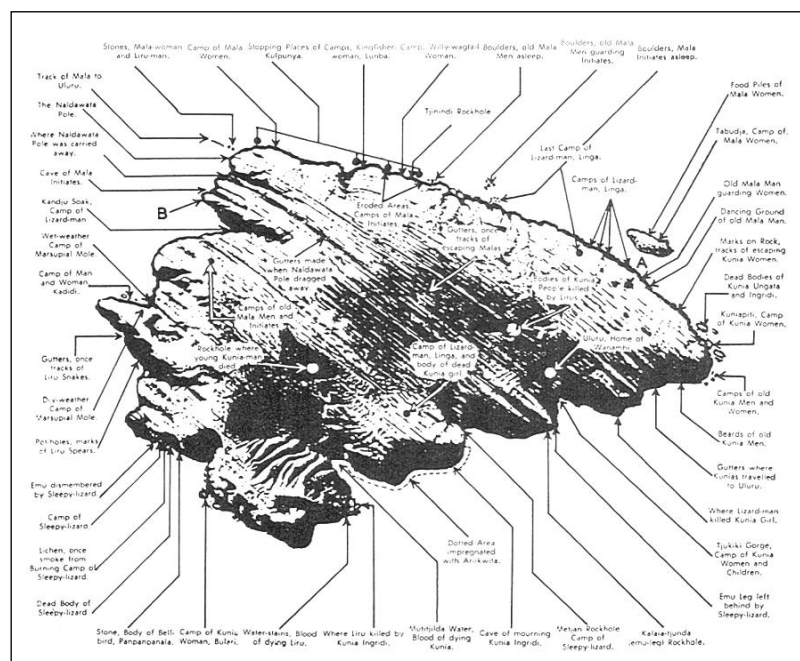 Stones, Mala-woman
and Liru-man.
Camp of Mala
Women.
Stopping Places of
Kulpunya.
Camps, Kingfisher-
woman, Lunba.
Camp, Willy-wagtail
Woman.
Boulders, old Mala
Men asleep.
Boulders, old Mala
Men guarding
Initiates.
Boulders, Mala
Initiates asleep.
Track of Mala to
Uluru.
The Naldawata
Pole.
Where Naldawata
Pole was carried
away.
Cave of Mala
Initiates.
B
Kandju Soak,
Camp of
Lizard-man
Wet-weather
Camp of
Marsupial Mole.
Camp of Man
and Woman
Kadidi.
Gutters, once
tracks of
Liru Snakes.
Dry-weather
Camp of
Marsupial Mole.
Potholes, marks
of Liru Spears.
Emu dismembered
by Sleepy-lizard.
Camp of
Sleepy-lizard.
Lichen, once
smoke from
Burning Camp of
Sleepy-lizard.
Dead Body of
Sleepy-lizard.
Tjinindi Rockhole
Last Camp of
Lizard-man, Linga.
Camps of Lizard-
man, Linga.
Eroded Areas,
Camps of Mala
Initiates.
Gutters, once
tracks of
escaping Malas
Gutters made
when Naldawata
Pole dragged
away.
A
Bodies of Kunia
People killed
by Lirus.
Camps of old
Mala Men
and Initiates
Rockhole where
young Kunia-man
died
Camp of Lizard-
man, Linga, and
body of dead
Kunia girl
Uluru, Home of
Wanambi
Food Piles of
Mala Women.
Tabudja, Camp of
Mala Women.
Old Mala Man
guarding Women.
Dancing Ground
of old Mala Man.
Marks on Rock,
tracks of escaping
Kunia Women.
Dead Bodies of
Kunia Ungata
and Ingridi.
Kuniapiti, Camp
of Kunia Women.
Camps of old
Kunia Men and
Women.
Beards of old
Kunia Men.
Gutters where
Kunias travelled
to Uluru.
Where Lizard-man
killed Kunia Girl.
Tjukiki Gorge,
Camp of Kunia
Women and
Children.
Emu Leg left
behind by
Sleepy-lizard.
Dotted Area
impregnated
with Arukwita.
Stone, Body of Bell-
bird, Panpanpanala.
Camp of Kunia
Woman, Bulari.
Water-stains, Blood
of dying Liru.
Where Liru killed by
Kunia Ingridi.
Mutitjilda Water,
Blood of dying
Kunia.
Cave of mourning
Kunia Ingridi.
Metjan Rockhole
Camp of
Sleepy-lizard.
Kalaia-tjunda
(emu-leg) Rockhole.